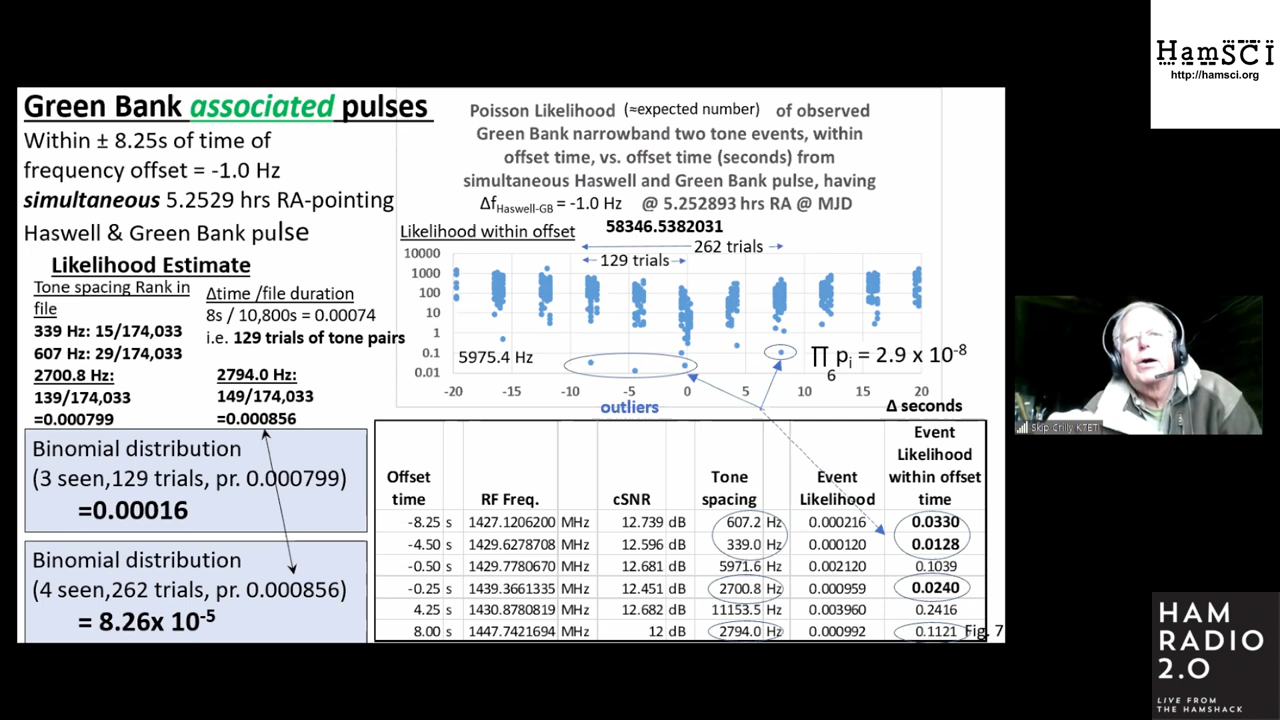 HamSCI
http://hamsci.org
Green Bank associated pulses
Within ± 8.25s of time of
frequency offset = -1.0 Hz
simultaneous 5.2529 hrs RA-pointing
Haswell & Green Bank pulse
Likelihood Estimate
Tone spacing Rank in
file
339 Hz: 15/174,033
607 Hz: 29/174,033
2700.8 Hz:
139/174,033
=0.000799
Δtime /file duration
8s / 10,800s = 0.00074
i.e. 129 trials of tone pairs
2794.0 Hz:
149/174,033
=0.000856
Binomial distribution
(3 seen,129 trials, pr. 0.000799)
=0.00016
Binomial distribution
(4 seen,262 trials, pr. 0.000856)
= 8.26x 10-5
Poisson Likelihood (≈expected number) of observed
Green Bank narrowband two tone events, within
offset time, vs. offset time (seconds) from
simultaneous Haswell and Green Bank pulse, having
ΔfHaswell-GB = -1.0 Hz @ 5.252893 hrs RA @ MJD
58346.5382031
Likelihood within offset
262 trials
129 trials
10000
1000
100
10
1
0.1
0.01
5975.4 Hz
∏ pi = 2.9 x 10-8
6
-20 -15 -10 -5 0 5 10 15 20
outliers
Δ seconds
Offset time RF Freq. cSNR Tone spacing Event Likelihood Event Likelihood within offset time
-8.25 s 1427.1206200 MHz 12.739 dB 607.2 Hz 0.000216 0.0330
-4.50 s 1429.6278708 MHz 12.596 dB 339.0 Hz 0.000120 0.0128
-0.50 s 1429.7780670 MHz 12.681 dB 5971.6 Hz 0.002120 0.1039
-0.25 s 1439.3661335 MHz 12.451 dB 2700.8 Hz 0.000959 0.0240
4.25 s 1430.8780819 MHz 12.682 dB 11153.5 Hz 0.003960 0.2416
8.00 s 1447.7421694 MHz 12 dB 2794.0 Hz 0.000992 0.1121
Fig. 7
Skip Crilly K7ETI
HAM
RADIO
2.0
LIVE FROM
THE HAMSHACK